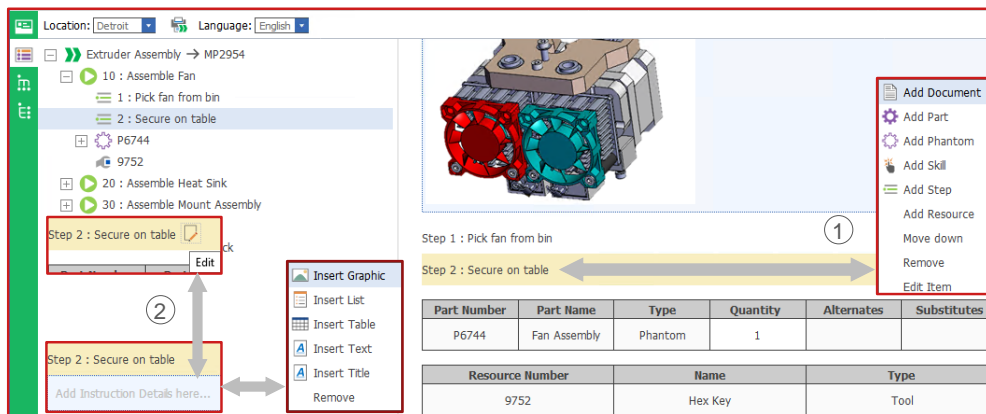 Location: Detroit Language: English
Extruder Assembly → MP2954
10 : Assemble Fan
1 : Pick fan from bin
2 : Secure on table
P6744
9752
20 : Assemble Heat Sink
30 : Assemble Mount Assembly
Step 2 : Secure on table
ck
Edit
2
Step 2 : Secure on table
Add Instruction Details here...
Insert Graphic
Insert List
Insert Table
A Insert Text
A Insert Title
Remove
Add Document
Add Part
Add Phantom
Add Skill
Add Step
Add Resource
Move down
Remove
Edit Item
1
Step 1 : Pick fan from bin
Step 2 : Secure on table
Part Number Part Name Type Quantity Alternates Substitutes
P6744 Fan Assembly Phantom 1
Resource Number Name Type
9752 Hex Key Tool